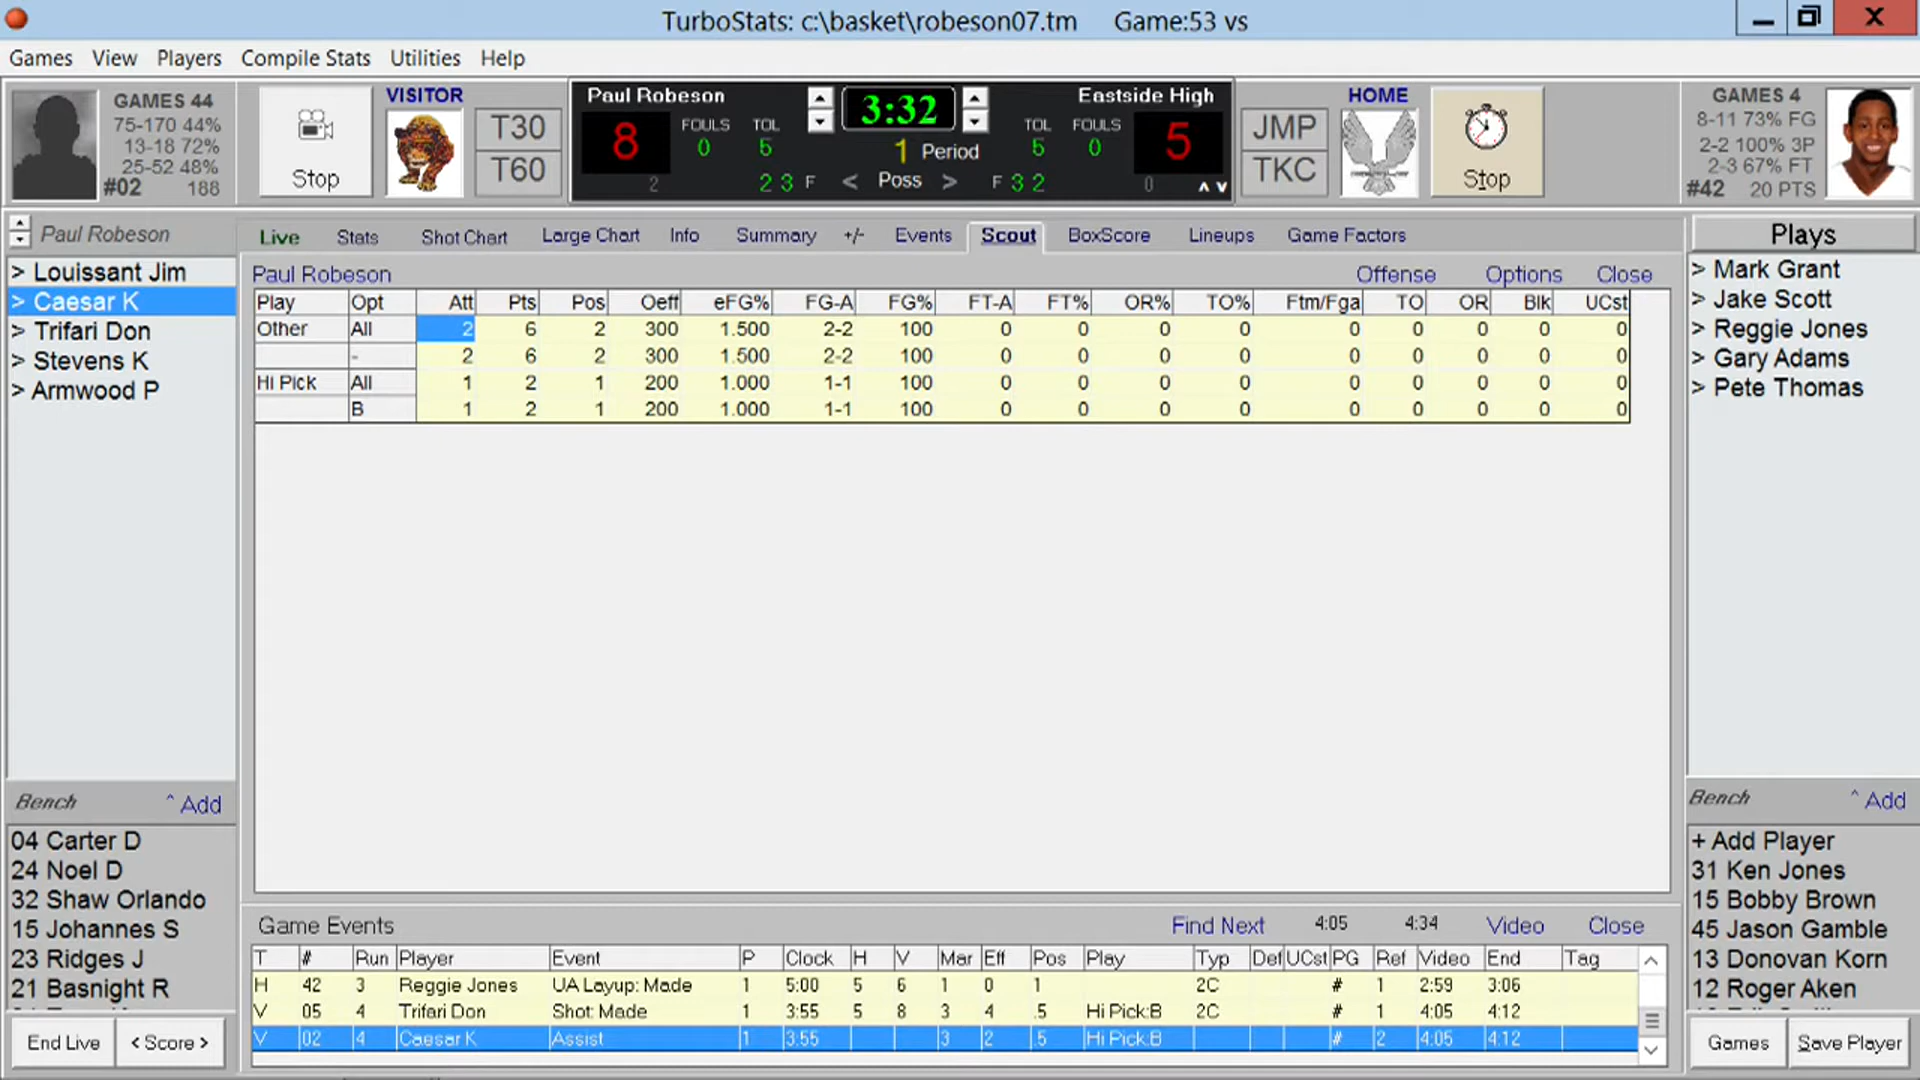 TurboStats: c:\basket\robeson07.tm Game:53 vs
Games View Players Compile Stats Utilities Help
GAMES 44
75-170 44%
13-18 72%
25-52 48%
#02 188
Stop
VISITOR
T30
T60
Paul Robeson 3:32 Eastside High
8 FOULS TOL TOL FOULS 5
0 5 1 Period 5 0
2 2 3 F < Poss > F 3 2 0
HOME
JMP
TKC
Stop
GAMES 4
8-11 73% FG
2-2 100% 3P
2-3 67% FT
#42 20 PTS
Paul Robeson
> Louissant Jim
> Caesar K
> Trifari Don
> Stevens K
> Armwood P
Bench ^ Add
04 Carter D
24 Noel D
32 Shaw Orlando
15 Johannes S
23 Ridges J
21 Basnight R
End Live < Score >
Live Stats Shot Chart Large Chart Info Summary +/- Events Scout BoxScore Lineups Game Factors
Paul Robeson Offense Options Close
Play Opt Att Pts Pos Oeff eFG% FG-A FG% FT-A FT% OR% TO% Ftm/Fga TO OR Blk UCst
Other All 2 6 2 300 1.500 2-2 100 0 0 0 0 0 0 0 0 0
- 2 6 2 300 1.500 2-2 100 0 0 0 0 0 0 0 0 0
Hi Pick All 1 2 1 200 1.000 1-1 100 0 0 0 0 0 0 0 0 0
B 1 2 1 200 1.000 1-1 100 0 0 0 0 0 0 0 0 0
Game Events Find Next 4:05 4:34 Video Close
T # Run Player Event P Clock H V Mar Eff Pos Play Typ Def UCst PG Ref Video End Tag
H 42 3 Reggie Jones UA Layup: Made 1 5:00 5 6 1 0 1 2C # 1 2:59 3:06
V 05 4 Trifari Don Shot: Made 1 3:55 5 8 3 4 .5 Hi Pick:B 2C # 1 4:05 4:12
V 02 4 Caesar K Assist 1 3:55 3 2 .5 Hi Pick:B # 2 4:05 4:12
Plays
> Mark Grant
> Jake Scott
> Reggie Jones
> Gary Adams
> Pete Thomas
Bench ^ Add
+ Add Player
31 Ken Jones
15 Bobby Brown
45 Jason Gamble
13 Donovan Korn
12 Roger Aken
Games Save Player